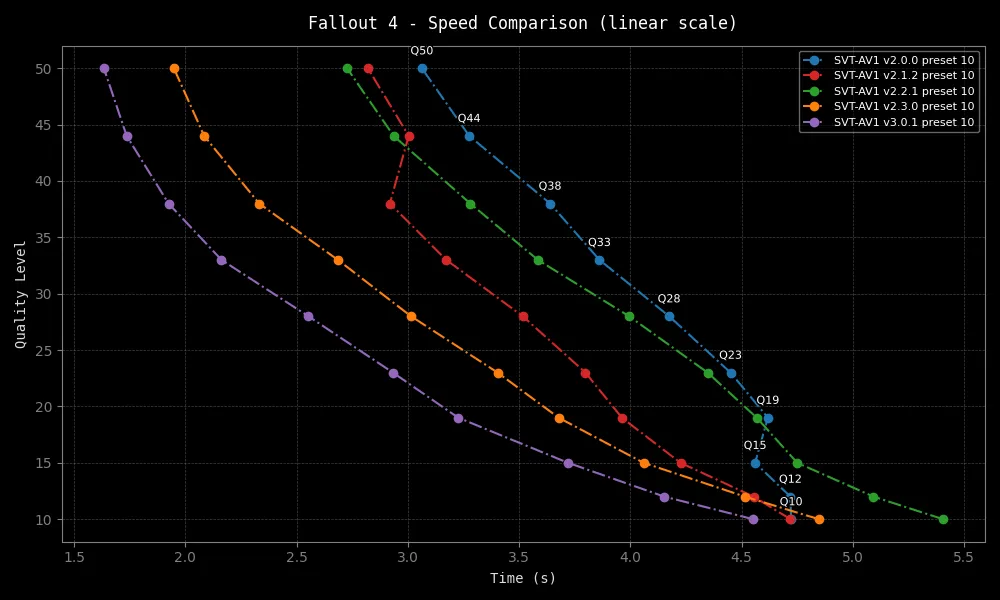 Fallout 4 - Speed Comparison (linear scale)
SVT-AV1 v2.0.0 preset 10
SVT-AV1 v2.1.2 preset 10
SVT-AV1 v2.2.1 preset 10
SVT-AV1 v2.3.0 preset 10
SVT-AV1 v3.0.1 preset 10
Q50
Q44
Q38
Q33
Q28
Q23
Q19
Q15
Q12
Q10
Quality Level
50
45
40
35
30
25
20
15
10
1.5 2.0 2.5 3.0 3.5 4.0 4.5 5.0 5.5
Time (s)